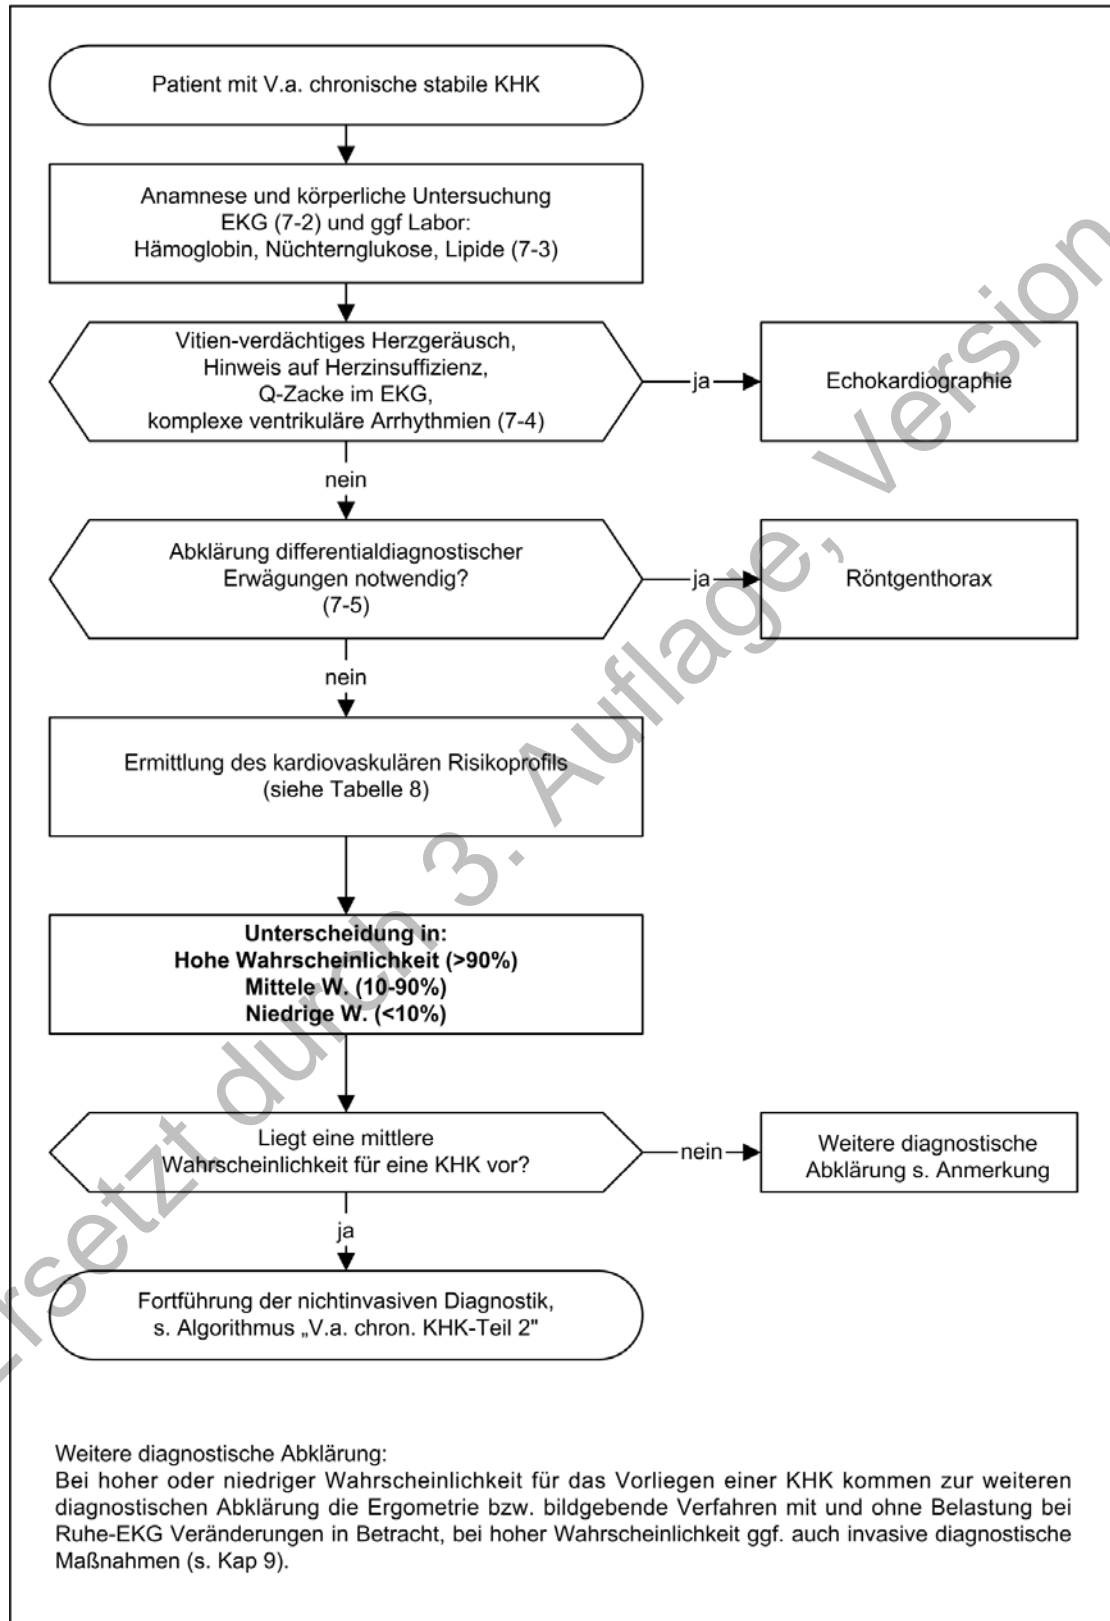 Patient mit V.a. chronische stabile KHK
Anamnese und körperliche Untersuchung
EKG (7-2) und ggf Labor:
Hämoglobin, Nüchternglukose, Lipide (7-3)
Vitien-verdächtiges Herzgeräusch,
Hinweis auf Herzinsuffizienz,
Q-Zacke im EKG,
komplexe ventrikuläre Arrhythmien (7-4)
ja
Echokardiographie
nein
Abklärung differentialdiagnostischer
Erwägungen notwendig?
(7-5)
ja
Röntgenthorax
nein
Ermittlung des kardiovaskulären Risikoprofils
(siehe Tabelle 8)
Unterscheidung in:
Hohe Wahrscheinlichkeit (>90%)
Mittele W. (10-90%)
Niedrige W. (<10%)
Liegt eine mittlere
Wahrscheinlichkeit für eine KHK vor?
nein
Weitere diagnostische
Abklärung s. Anmerkung
ja
Fortführung der nichtinvasiven Diagnostik,
s. Algorithmus „V.a. chron. KHK-Teil 2"
Weitere diagnostische Abklärung:
Bei hoher oder niedriger Wahrscheinlichkeit für das Vorliegen einer KHK kommen zur weiteren
diagnostischen Abklärung die Ergometrie bzw. bildgebende Verfahren mit und ohne Belastung bei
Ruhe-EKG Veränderungen in Betracht, bei hoher Wahrscheinlichkeit ggf. auch invasive diagnostische
Maßnahmen (s. Kap 9).
Ersetzt durch 3. Auflage, Version